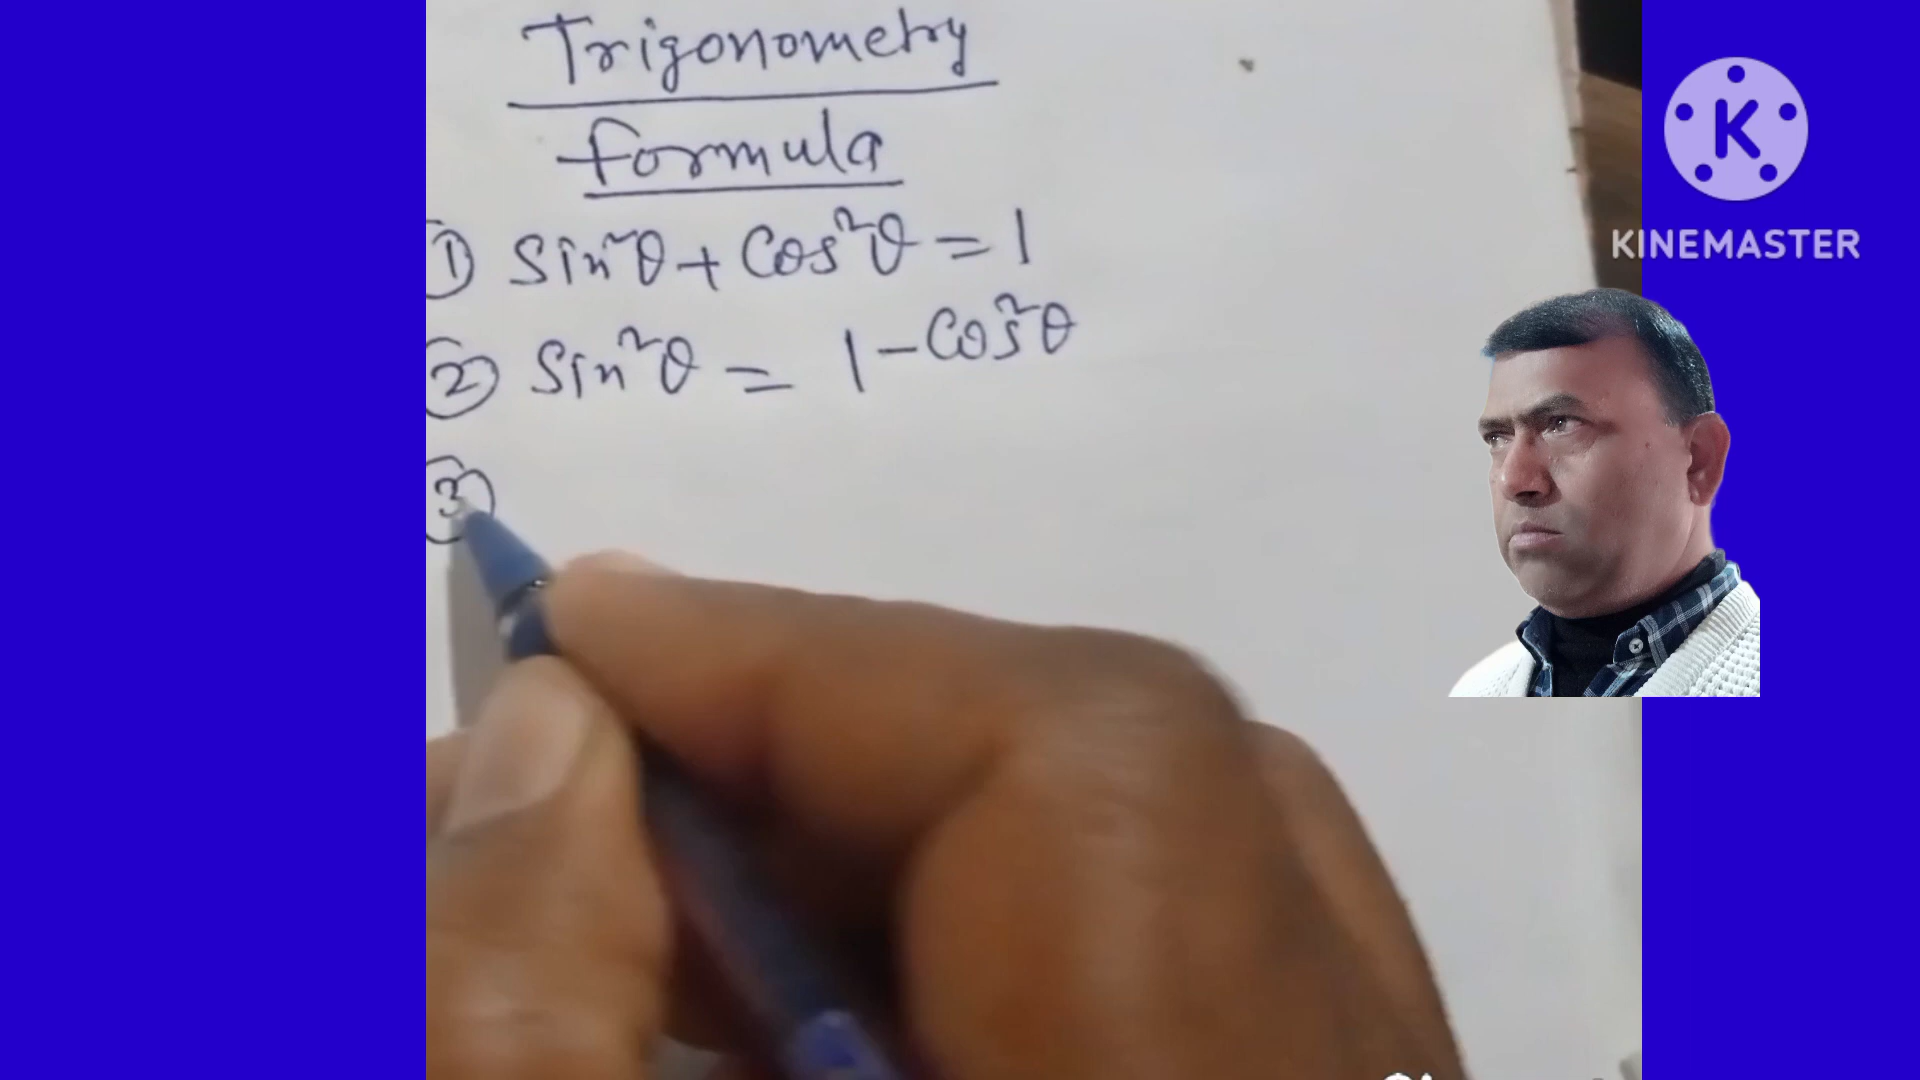 Trigonometry
formula
① Sin²θ + Cos²θ = 1
② Sin²θ = 1 - Cos²θ
③
K
KINEMASTER